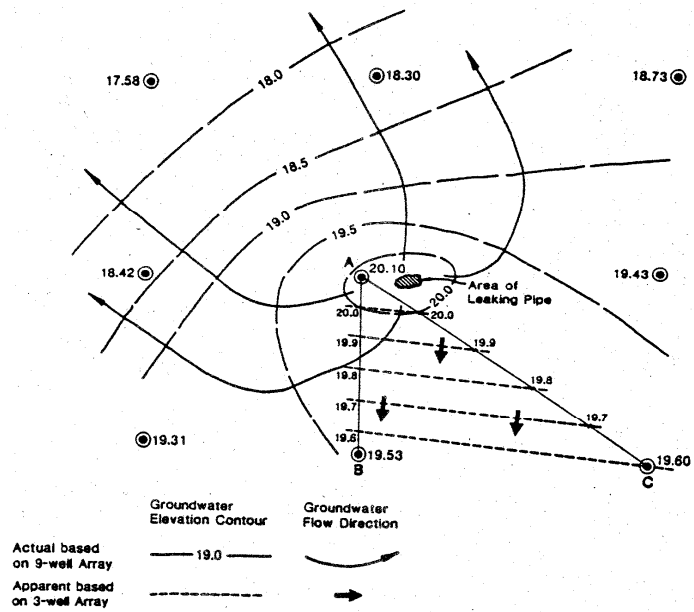 18.0
17.58
18.30
18.73
18.5
19.0
19.5
A
20.10
18.42
19.43
20.0
Area of
Leaking Pipe
20.0
20.0
19.9
19.9
19.8
19.8
19.7
19.7
19.6
19.31
19.53
B
19.60
C
Groundwater
Elevation Contour
Groundwater
Flow Direction
Actual based
on 9-well Array
19.0
Apparent based
on 3-well Array